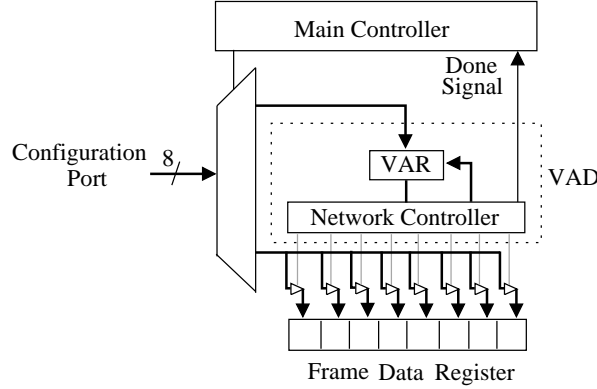 Main Controller
Done
Signal
Configuration
Port
8
VAR
VAD
Network Controller
Frame Data Register